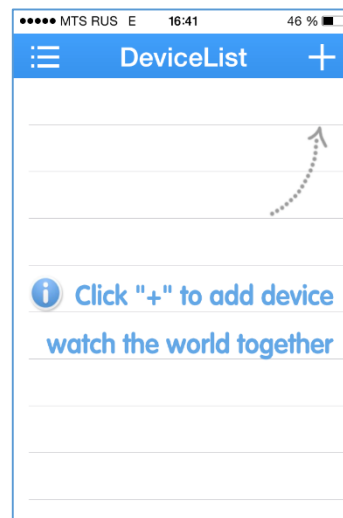 MTS RUS E 16:41 46 %
DeviceList
Click "+" to add device
watch the world together